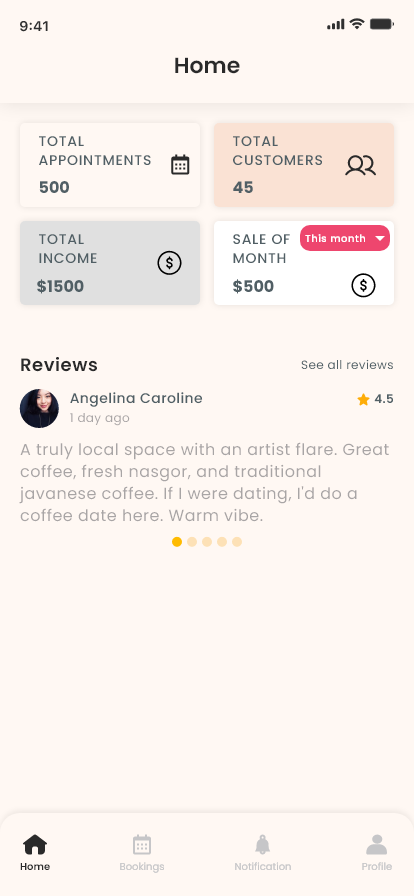 9:41
Home
TOTAL
APPOINTMENTS
500
TOTAL
CUSTOMERS
45
TOTAL
INCOME
$1500
SALE OF
MONTH
This month
$500
Reviews
See all reviews
Angelina Caroline
4.5
1 day ago
A truly local space with an artist flare. Great
coffee, fresh nasgor, and traditional
javanese coffee. If I were dating, I'd do a
coffee date here. Warm vibe.
Home
Bookings
Notification
Profile